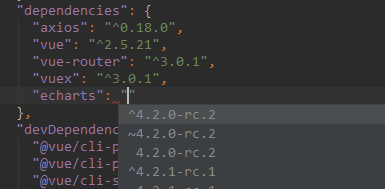 "dependencies": {
"axios": "^0.18.0",
"vue": "^2.5.21",
"vue-router": "^3.0.1",
"vuex": "^3.0.1",
"echarts": ""
^4.2.0-rc.2
},
~4.2.0-rc.2
"devDependenc
4.2.0-rc.2
"@vue/cli-p
^4.2.1-rc.1
"@vue/cli-p
"@vue/cli-s